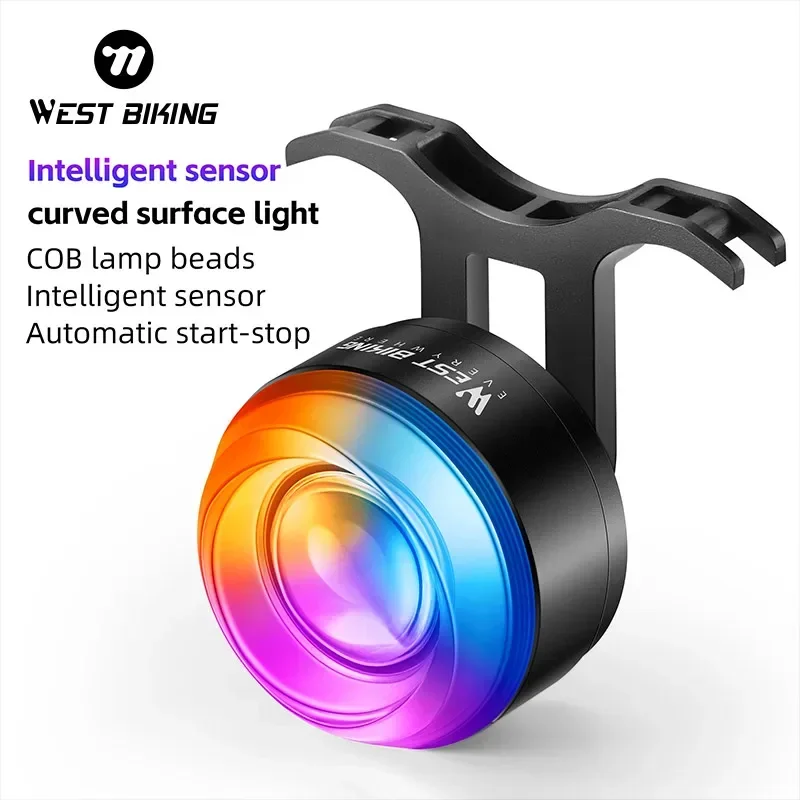 WEST BIKING
Intelligent sensor
curved surface light
COB lamp beads
Intelligent sensor
Automatic start-stop
WEST BIKING
EVERYWHERE